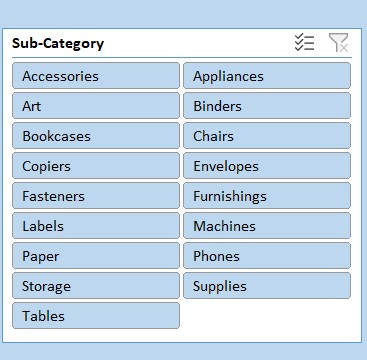 Sub-Category
Accessories Appliances
Art Binders
Bookcases Chairs
Copiers Envelopes
Fasteners Furnishings
Labels Machines
Paper Phones
Storage Supplies
Tables